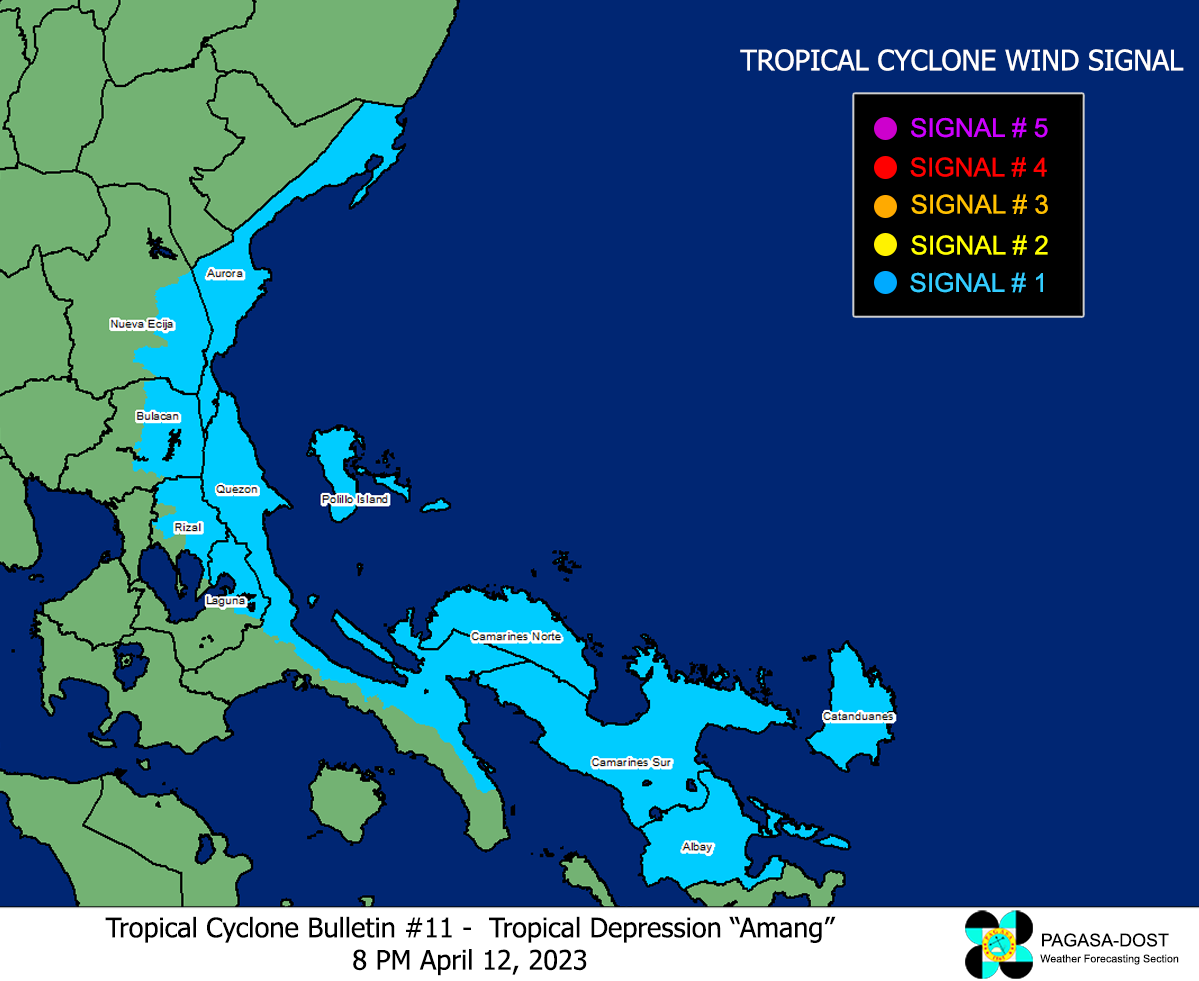 TROPICAL CYCLONE WIND SIGNAL
SIGNAL # 5
SIGNAL # 4
SIGNAL # 3
SIGNAL # 2
SIGNAL # 1
Aurora
Nueva Ecija
Bulacan
Quezon
Polillo Island
Rizal
Laguna
Camarines Norte
Catanduanes
Camarines Sur
Albay
Tropical Cyclone Bulletin #11 - Tropical Depression “Amang”
8 PM April 12, 2023
PAGASA-DOST
Weather Forecasting Section